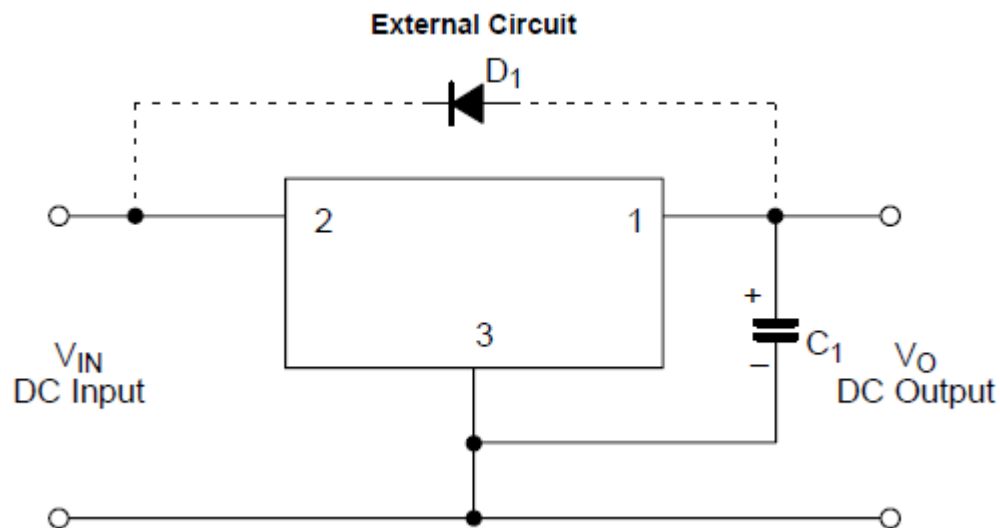 External Circuit
D1
2
1
3
+
C1
−
VIN
DC Input
VO
DC Output